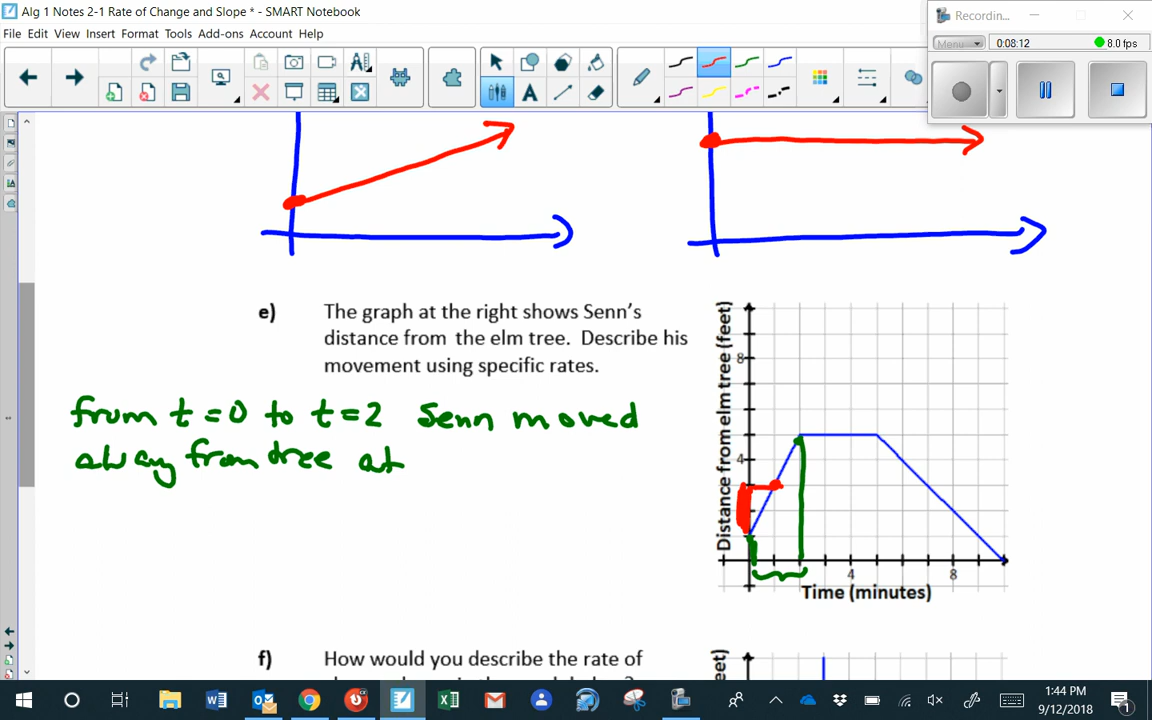 Alg 1 Notes 2-1 Rate of Change and Slope * - SMART Notebook
File Edit View Insert Format Tools Add-ons Account Help
Recordin...
Menu
0:08:12
8.0 fps
e) The graph at the right shows Senn's
distance from the elm tree. Describe his
movement using specific rates.
from t=0 to t=2 Senn moved
away from tree at
Distance from elm tree (feet)
8
4
4 8
Time (minutes)
f) How would you describe the rate of
feet)
1:44 PM
9/12/2018
1